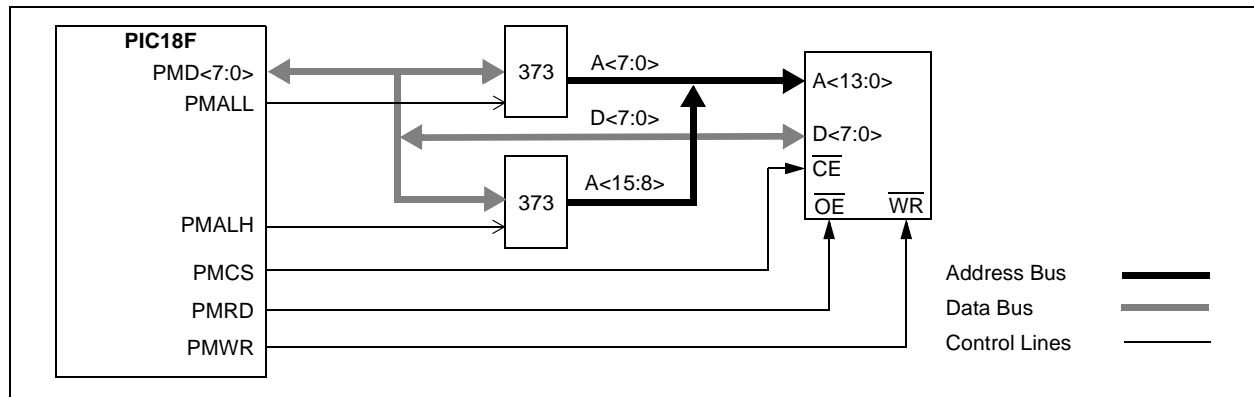 PIC18F
PMD<7:0>
PMALL
PMALH
PMCS
PMRD
PMWR
373
A<7:0>
D<7:0>
373
A<15:8>
A<13:0>
D<7:0>
CE
OE WR
Address Bus
Data Bus
Control Lines